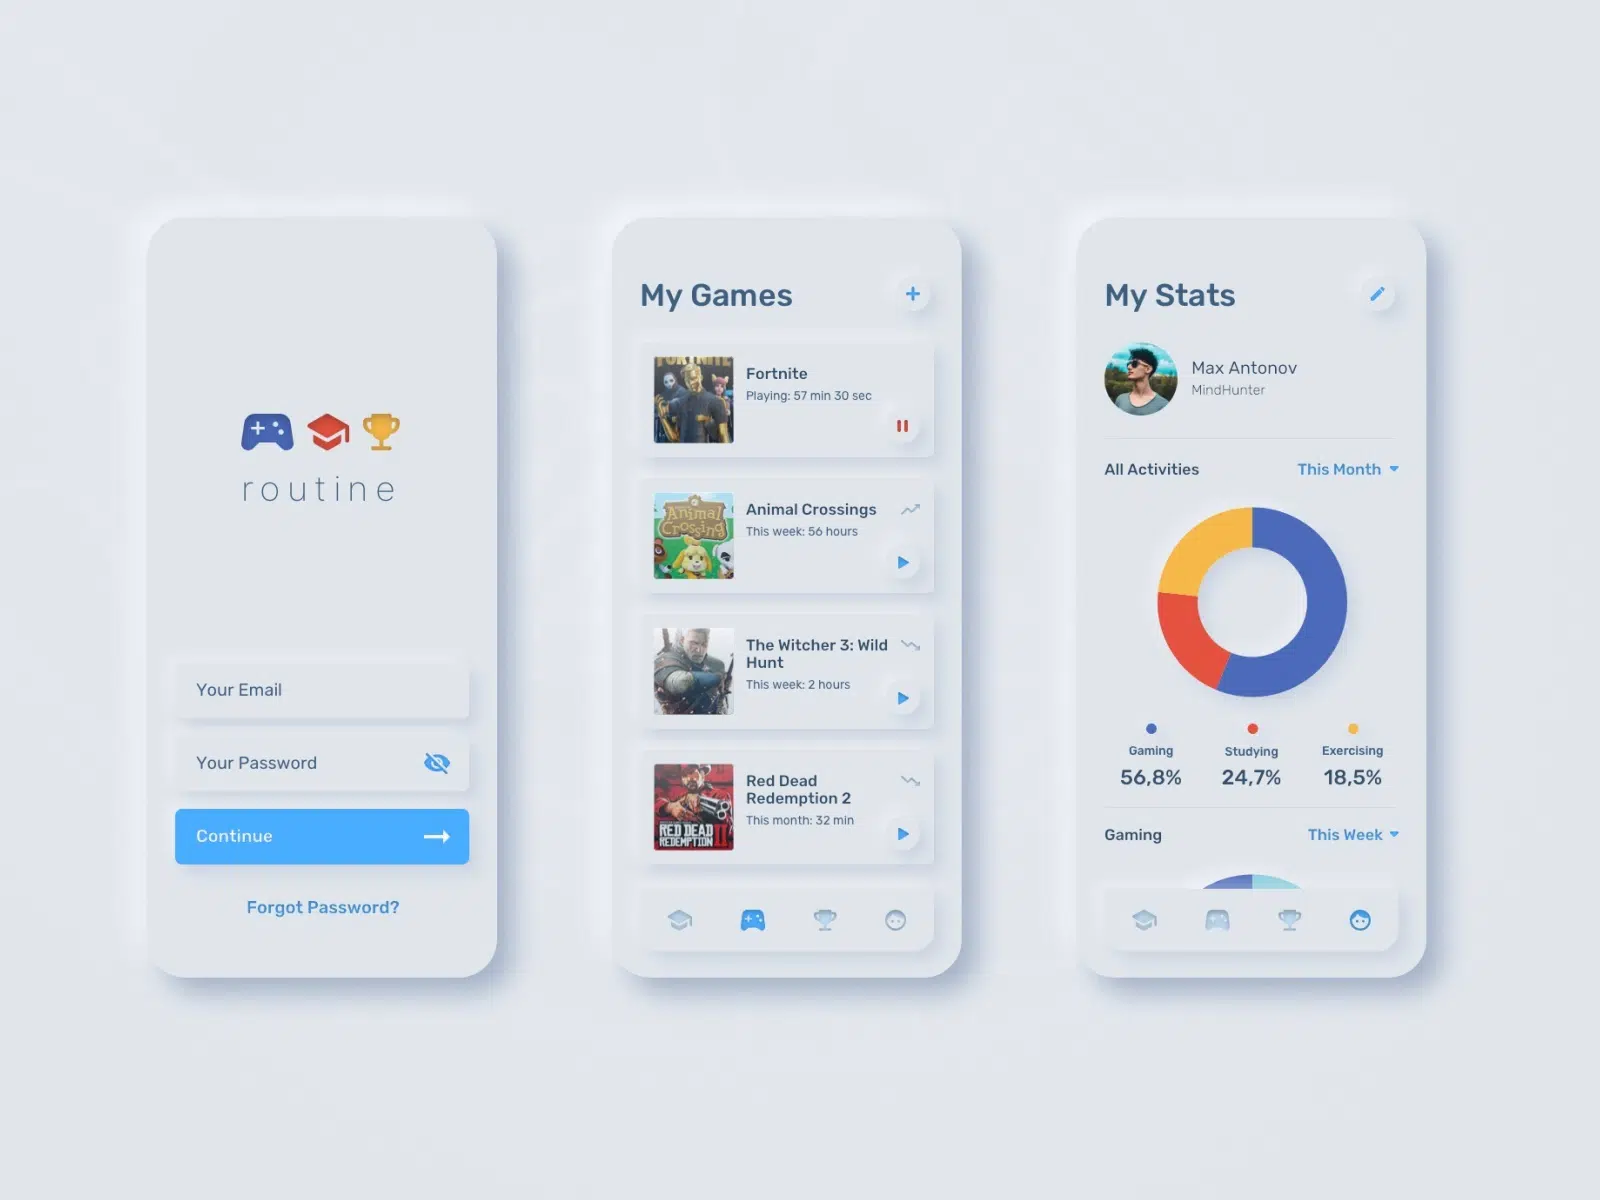 routine
Your Email
Your Password
Continue
Forgot Password?
My Games
FORTNITE
Fortnite
Playing: 57 min 30 sec
Animal
Crossing
Animal Crossings
This week: 56 hours
The Witcher 3: Wild
Hunt
This week: 2 hours
RED DEAD
REDEMPTION II
Red Dead
Redemption 2
This month: 32 min
My Stats
Max Antonov
MindHunter
All Activities
This Month
Gaming
56,8%
Studying
24,7%
Exercising
18,5%
Gaming
This Week